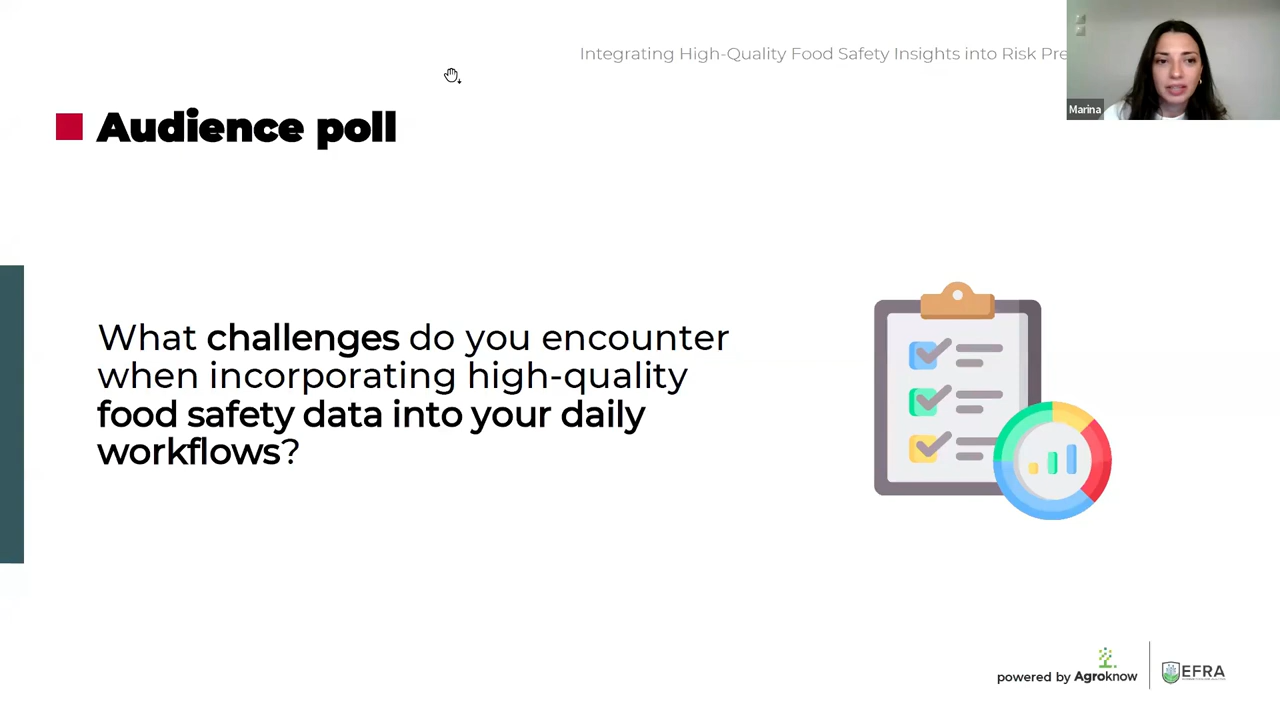 Integrating High-Quality Food Safety Insights into Risk
Marina
Audience poll
What challenges do you encounter
when incorporating high-quality
food safety data into your daily
workflows?
powered by Agroknow
EFRA